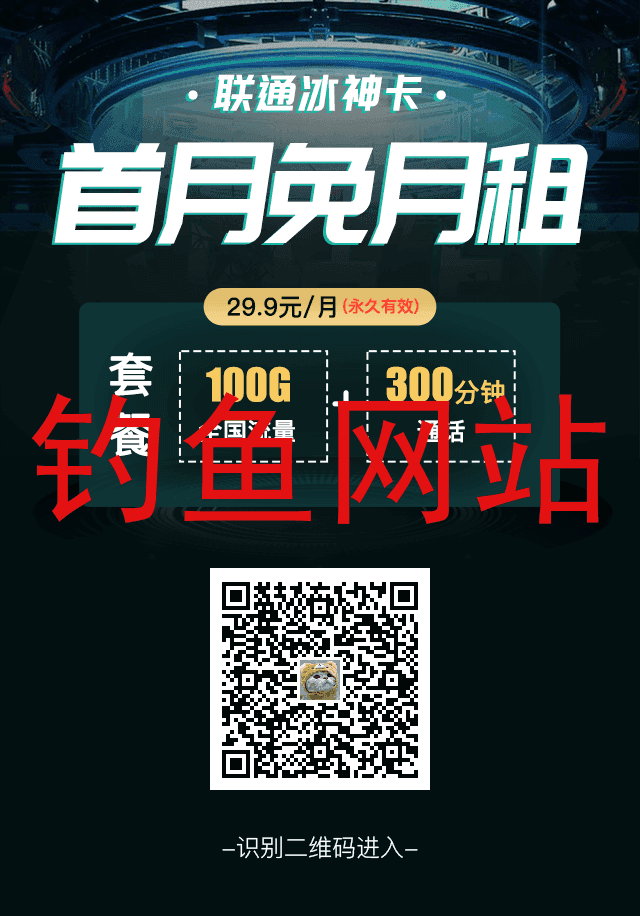 ·联通冰神卡·
首月免月租
29.9元/月(永久有效)
套餐
100G
全国流量
+
300分钟
通话
钓鱼网站
–识别二维码进入–